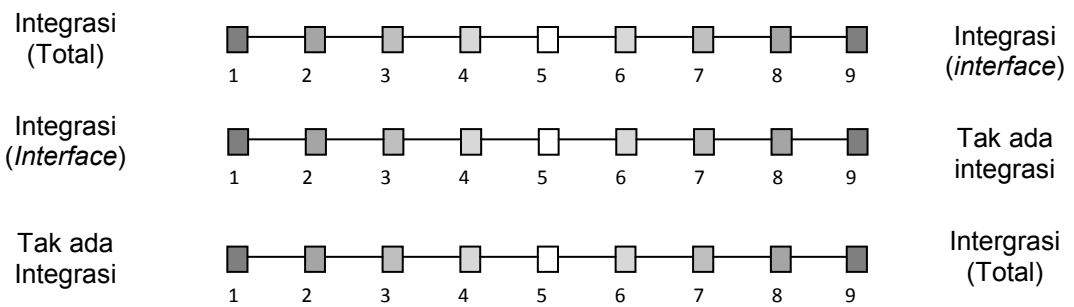 Integrasi
(Total)
1 2 3 4 5 6 7 8 9
Integrasi
(interface)
Integrasi
(Interface)
1 2 3 4 5 6 7 8 9
Tak ada
integrasi
Tak ada
Integrasi
1 2 3 4 5 6 7 8 9
Intergrasi
(Total)